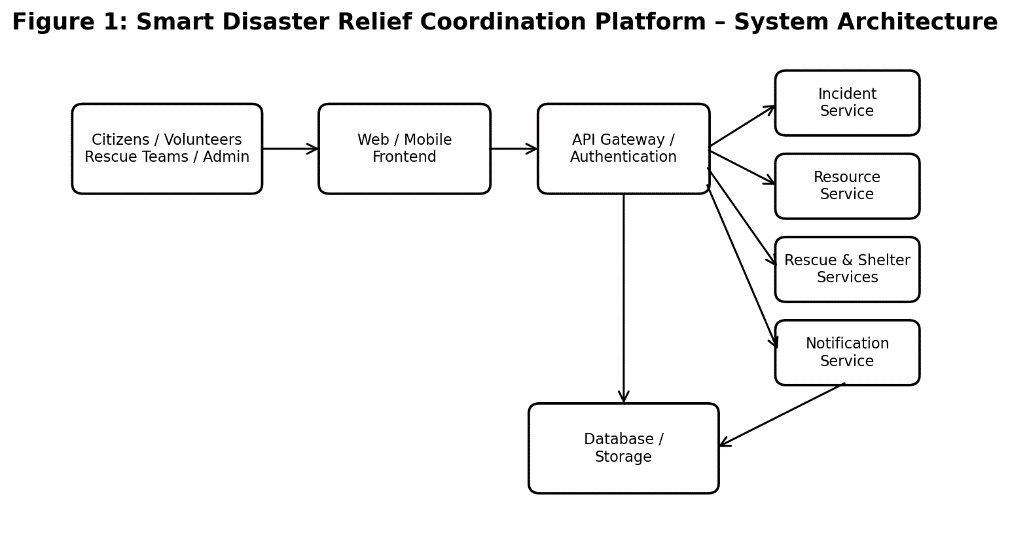 Figure 1: Smart Disaster Relief Coordination Platform – System Architecture
Citizens / Volunteers
Rescue Teams / Admin
Web / Mobile
Frontend
API Gateway /
Authentication
Incident
Service
Resource
Service
Rescue & Shelter
Services
Notification
Service
Database /
Storage